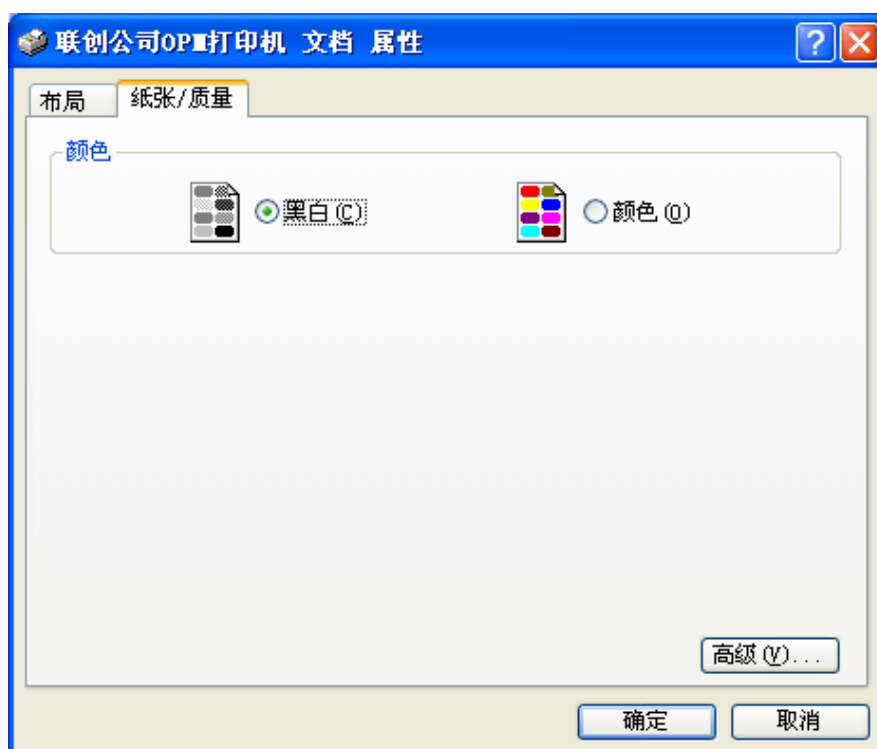 联创公司OPM打印机 文档 属性
布局 纸张/质量
颜色
黑白(C) 颜色(O)
高级(V)...
确定 取消